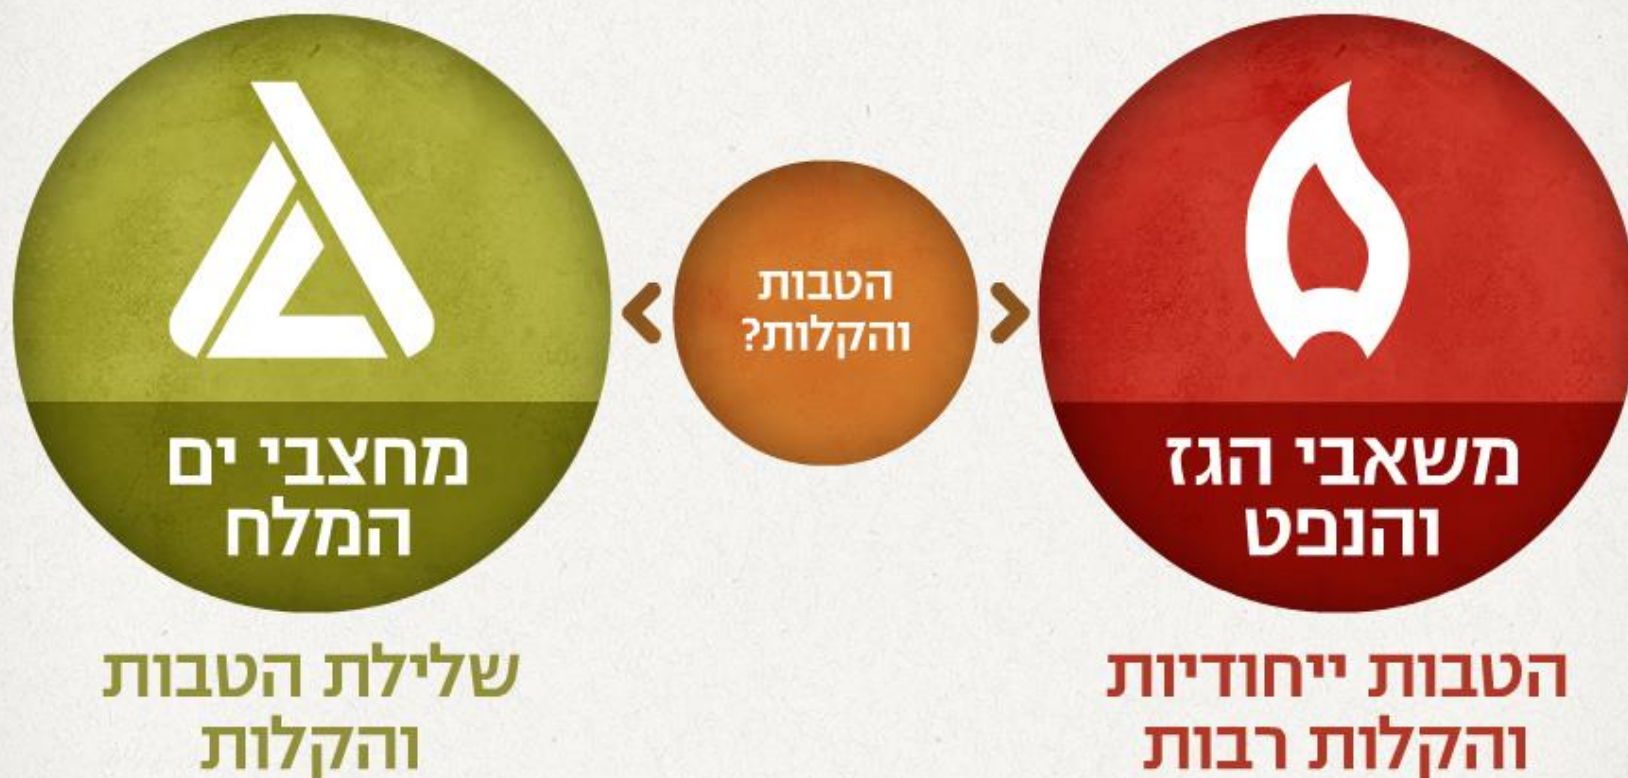 משאבי הגז
והנפט
הטבות ייחודיות
והקלות רבות
הטבות
והקלות?
מחצבי ים
המלח
שלילת הטבות
והקלות